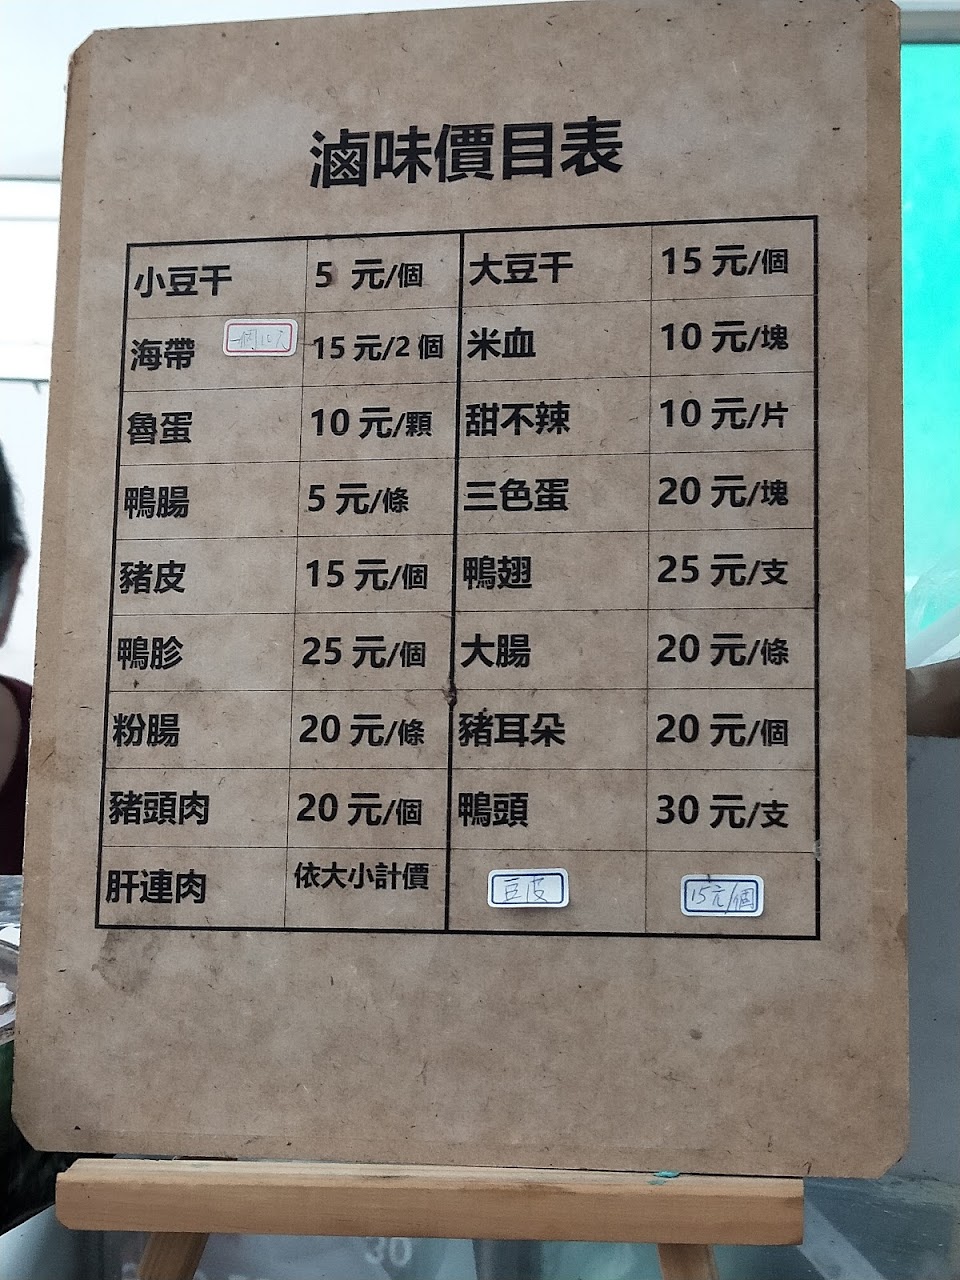 滷味價目表
小豆干 5 元/個 大豆干 15 元/個
海帶 一個10元 15 元/2 個 米血 10 元/塊
魯蛋 10 元/顆 甜不辣 10 元/片
鴨腸 5 元/條 三色蛋 20 元/塊
豬皮 15 元/個 鴨翅 25 元/支
鴨胗 25 元/個 大腸 20 元/條
粉腸 20 元/條 豬耳朵 20 元/個
豬頭肉 20 元/個 鴨頭 30 元/支
肝連肉 依大小計價 豆皮 15元/個
30